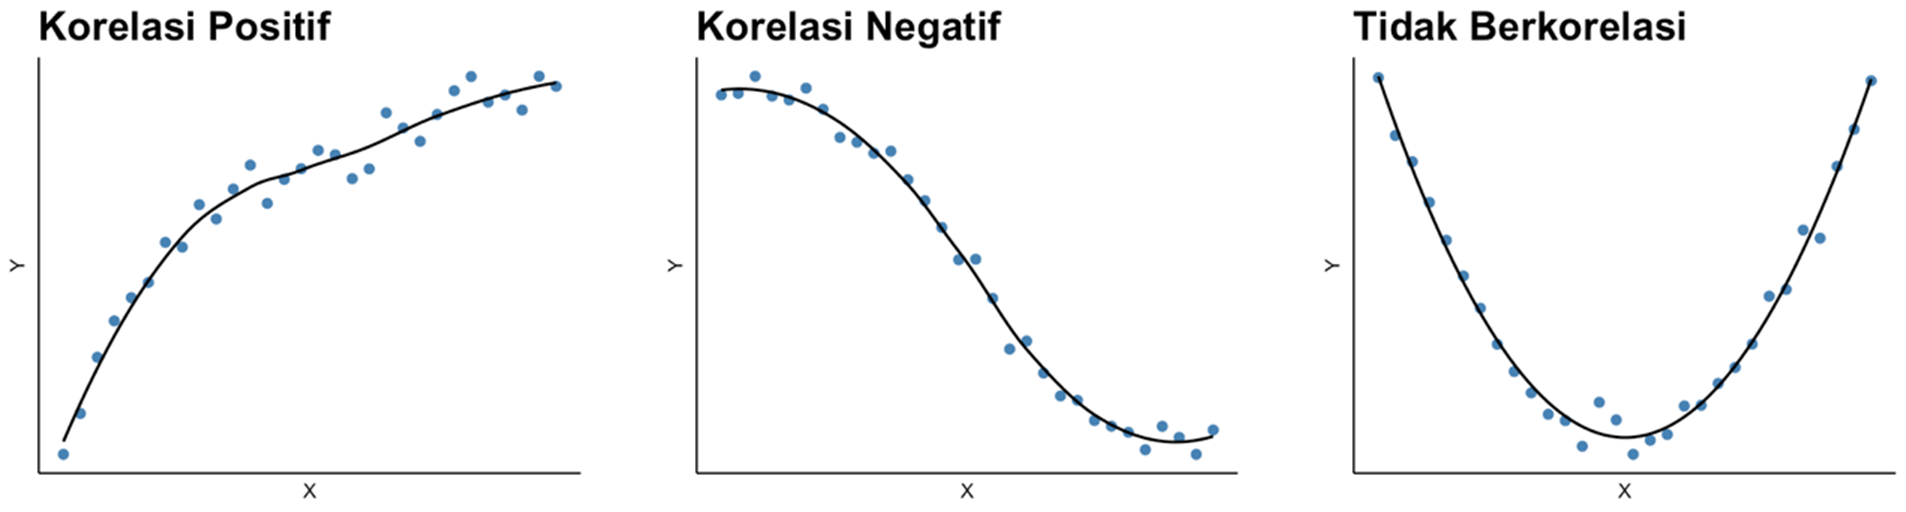 Korelasi Positif
Korelasi Negatif
Tidak Berkorelasi
Y
X
Y
X
Y
X